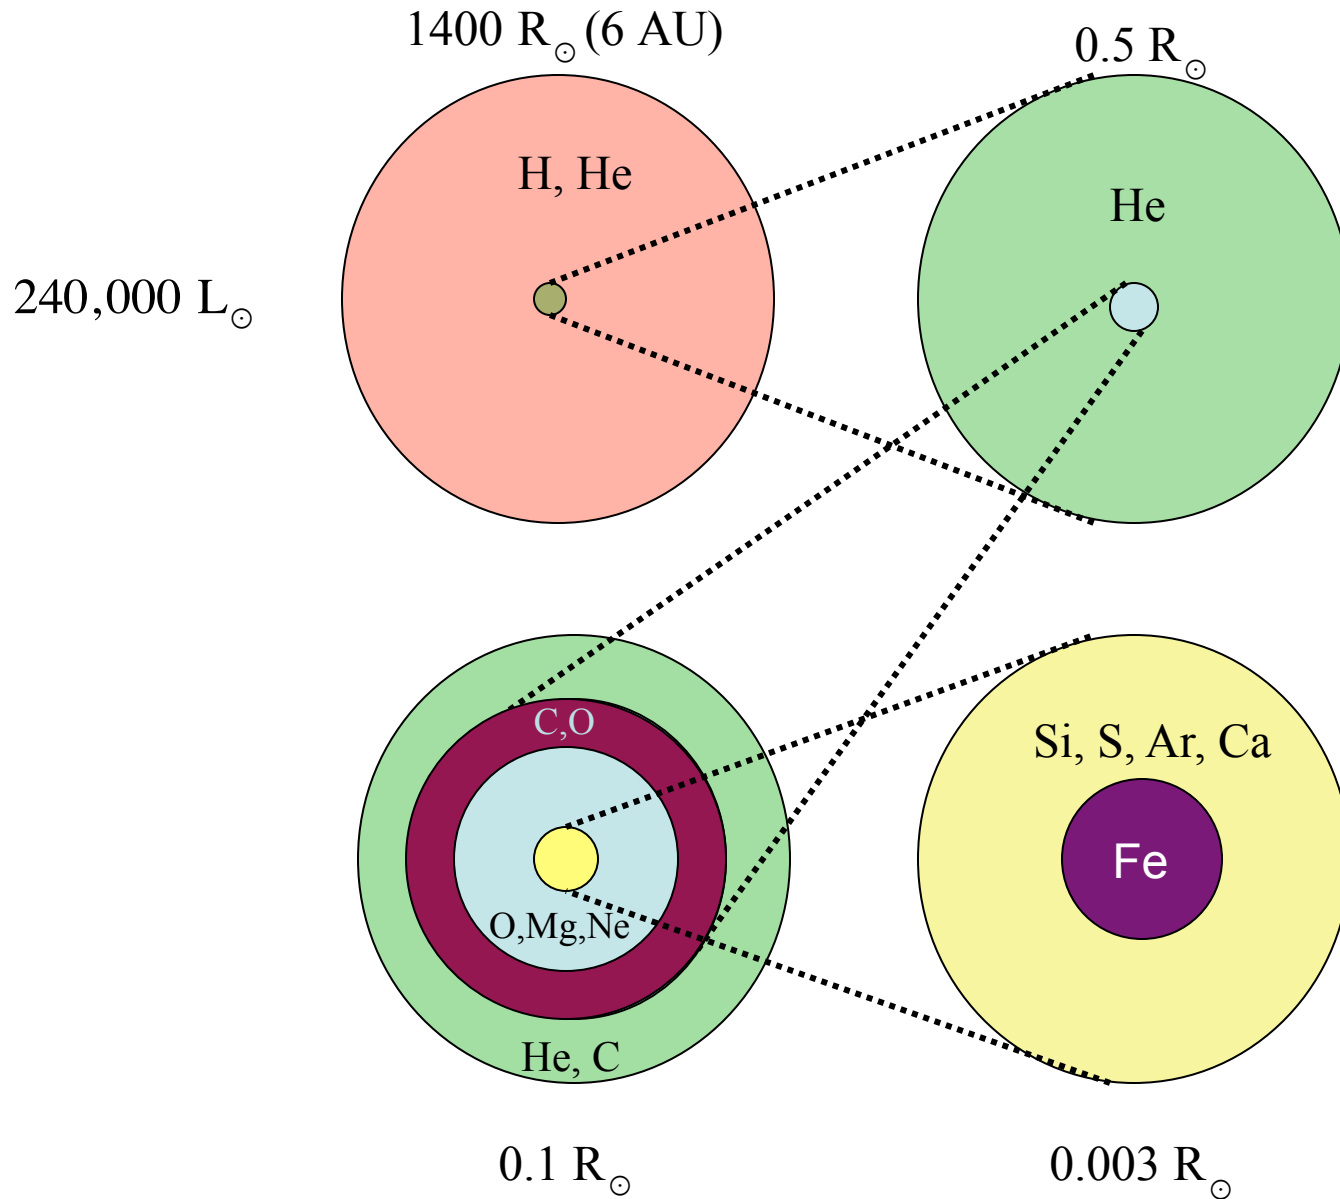 1400 R☉ (6 AU)
0.5 R☉
H, He
He
240,000 L☉
C,O
Si, S, Ar, Ca
Fe
O,Mg,Ne
He, C
0.1 R☉
0.003 R☉